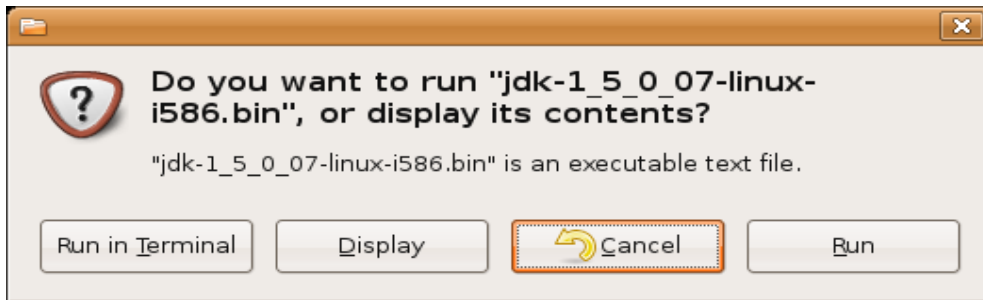 Do you want to run "jdk-1_5_0_07-linux-
i586.bin", or display its contents?
"jdk-1_5_0_07-linux-i586.bin" is an executable text file.
Run in Terminal
Display
Cancel
Run